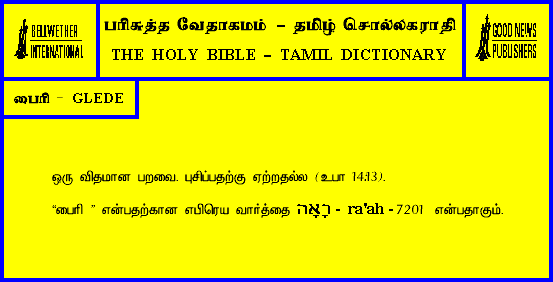 BELLWETHER
INTERNATIONAL
பரிசுத்த வேதாகமம் – தமிழ் சொல்லகராதி
THE HOLY BIBLE – TAMIL DICTIONARY
GOOD NEWS
PUBLISHERS
பைரி – GLEDE
ஒரு விதமான பறவை. புசிப்பதற்கு ஏற்றதல்ல (உபா 14:13).
“பைரி ” என்பதற்கான எபிரெய வார்த்தை רָאָה - ra'ah - 7201 என்பதாகும்.